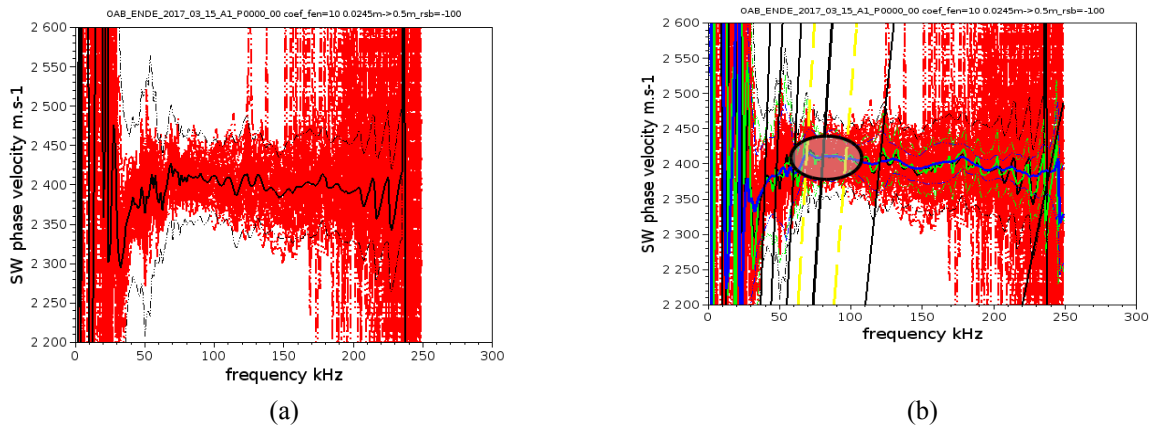 OAB_ENDE_2017_03_15_A1_P0000_00 coef_fen=10 0.0245m->0.5m_rsb=-100
2 600
2 550
2 500
2 450
2 400
2 350
2 300
2 250
2 200
SW phase velocity m.s-1
0 50 100 150 200 250 300
frequency kHz
(a)
OAB_ENDE_2017_03_15_A1_P0000_00 coef_fen=10 0.0245m->0.5m_rsb=-100
2 600
2 550
2 500
2 450
2 400
2 350
2 300
2 250
2 200
SW phase velocity m.s-1
0 50 100 150 200 250 300
frequency kHz
(b)